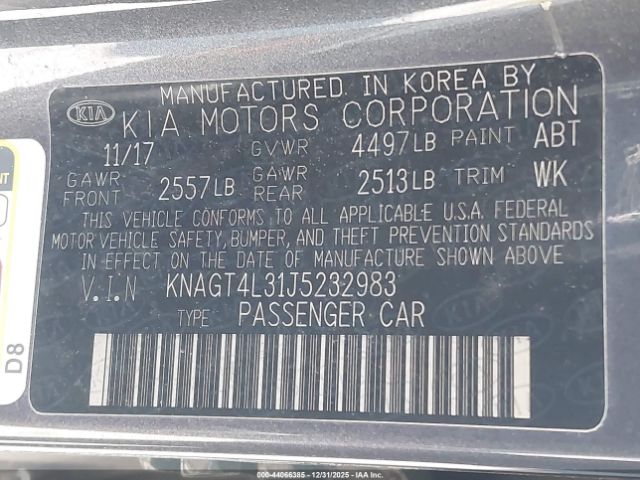 MANUFACTURED IN KOREA BY
KIA KIA MOTORS CORPORATION
11/17 GVWR 4497LB PAINT ABT
GAWR FRONT 2557LB GAWR REAR 2513LB TRIM WK
THIS VEHICLE CONFORMS TO ALL APPLICABLE U.S.A. FEDERAL
MOTOR VEHICLE SAFETY, BUMPER, AND THEFT PREVENTION STANDARDS
IN EFFECT ON THE DATE OF MANUFACTURE SHOWN ABOVE
V.I.N KNAGT4L31J5232983
TYPE PASSENGER CAR
D8
000-44066385 - 12/31/2025 - IAAI, Inc.